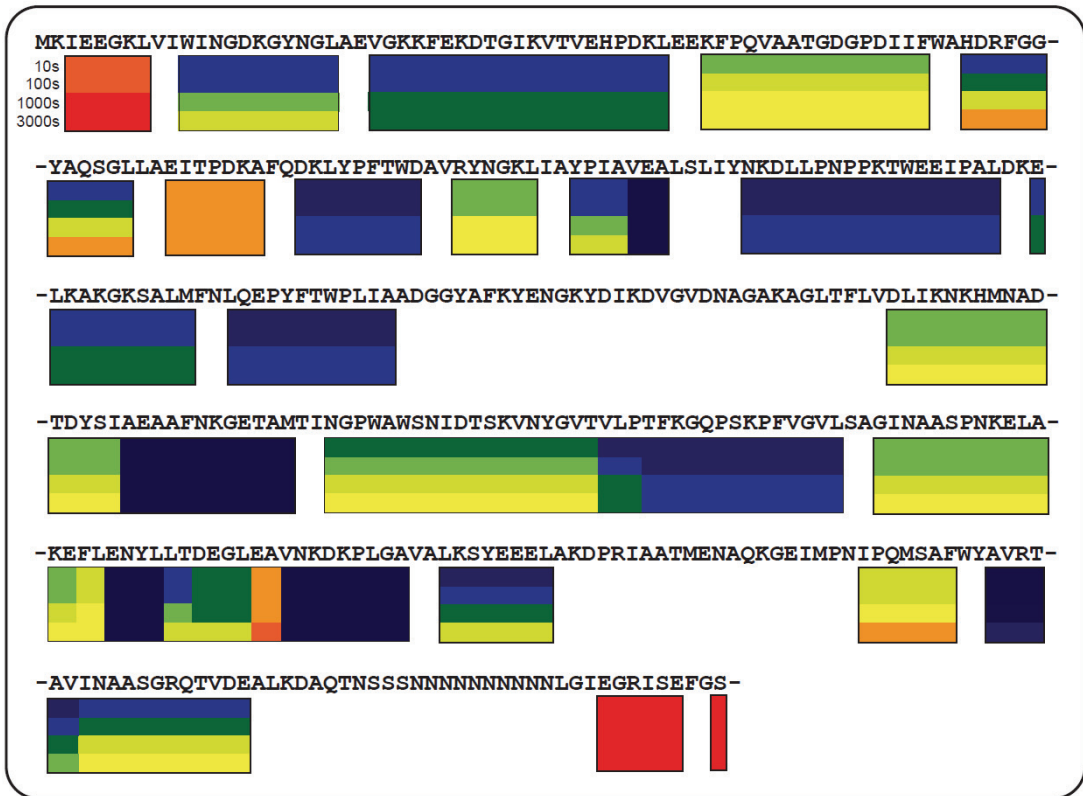 MKIEEGKLVIWINGDKGYNGLAEVGKKFEKDTGIKVTVEHPDKLEEKFPQVAATGDGPDIIFWAHDRFGG-
10s
100s
1000s
3000s
-YAQSGLLAEITPDKAFQDKLYPFTWDAVRYNGKLIAYPIAVEALSLIYNKDLLPNPPKTWEEIPALDKE-
-LKAKGKSALMFNLQEPYFTWPLIAADGGYAFKYENGKYDIKDVGVDNAGAKAGLTFLVDLIKNKHMNAD-
-TDYSIAEAAFNKGETAMTINGPWAWSNIDTSKVNYGVTVLPTFKGQPSKPFVGVLSAGINAASPNKELA-
-KEFLENYLLTDEGLEAVNKDKPLGAVALKSYEEELAKDPRIAATMENAQKGEIMPNIPQMSAFWYAVRT-
-AVINAASGRQTVDEALKDAQTNSSSNNNNNNNNNNLGIEGRISEFGS-